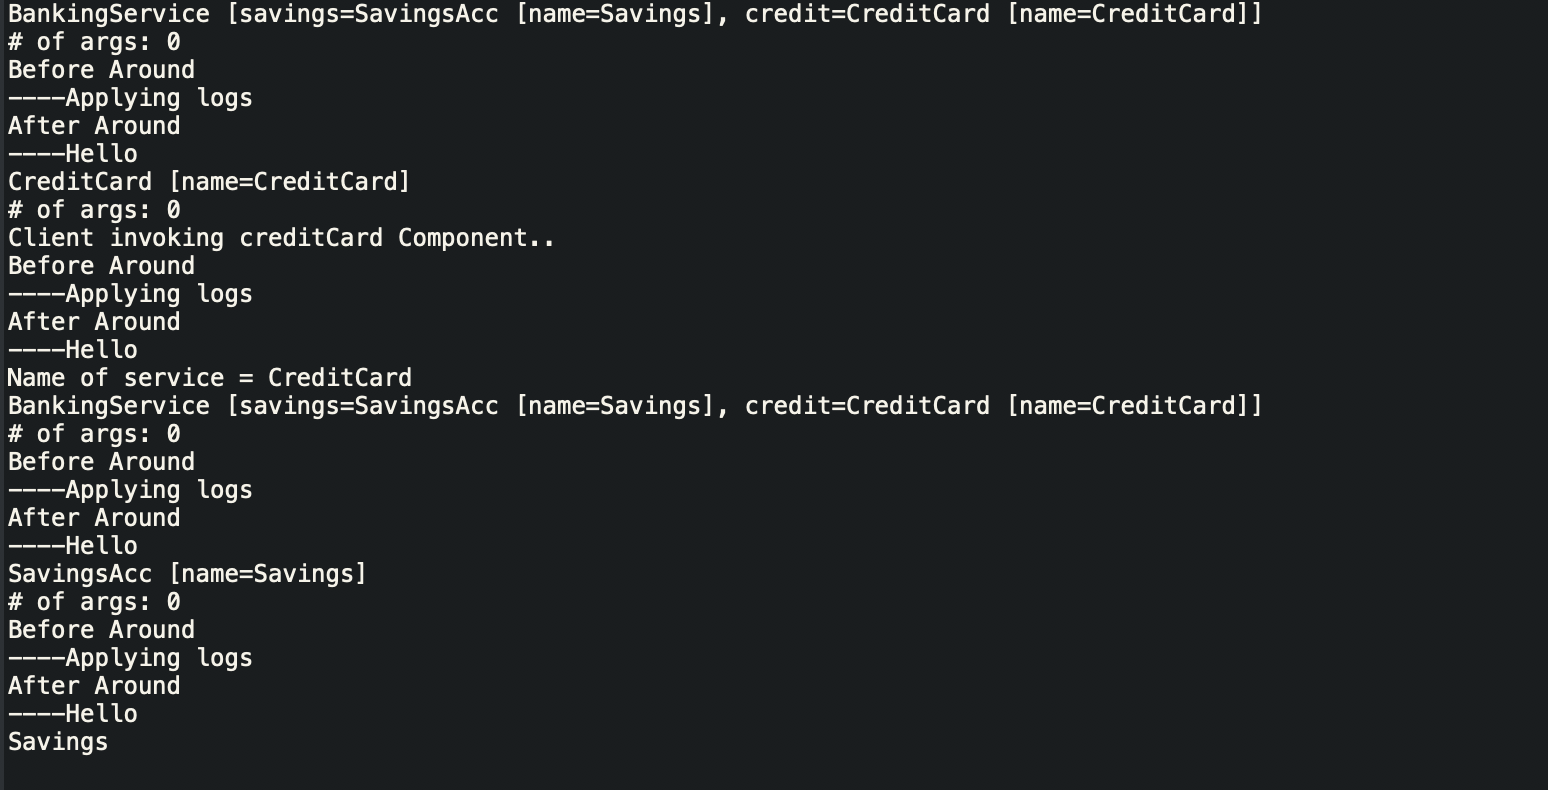 BankingService [savings=SavingsAcc [name=Savings], credit=CreditCard [name=CreditCard]]
# of args: 0
Before Around
----Applying logs
After Around
----Hello
CreditCard [name=CreditCard]
# of args: 0
Client invoking creditCard Component..
Before Around
----Applying logs
After Around
----Hello
Name of service = CreditCard
BankingService [savings=SavingsAcc [name=Savings], credit=CreditCard [name=CreditCard]]
# of args: 0
Before Around
----Applying logs
After Around
----Hello
SavingsAcc [name=Savings]
# of args: 0
Before Around
----Applying logs
After Around
----Hello
Savings